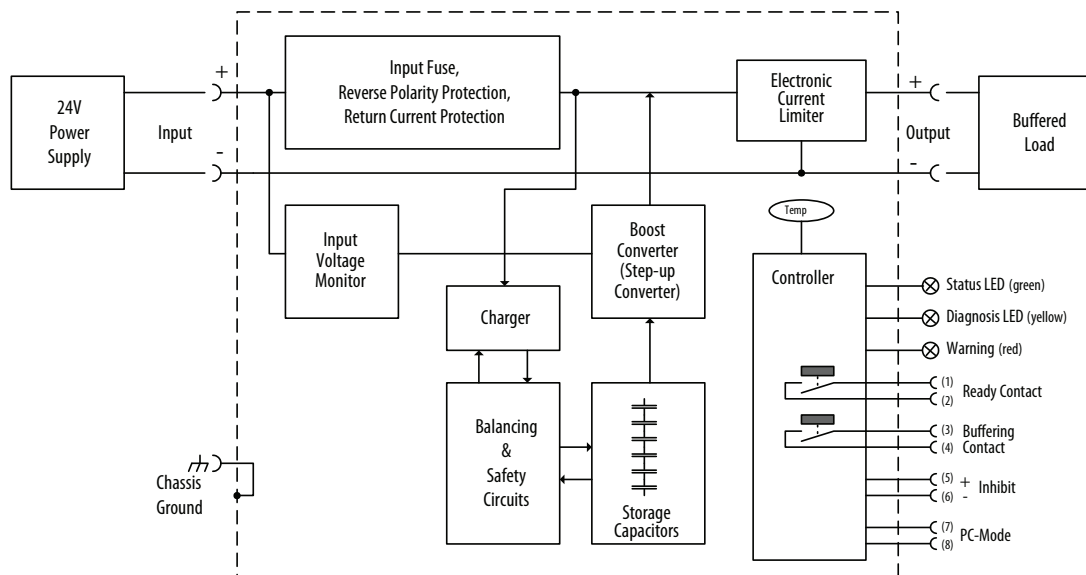 24V
Power
Supply
Input
+
-
Input Fuse,
Reverse Polarity Protection,
Return Current Protection
Electronic
Current
Limiter
+
Output
-
Buffered
Load
Input
Voltage
Monitor
Boost
Converter
(Step-up
Converter)
Charger
Balancing
&
Safety
Circuits
Storage
Capacitors
Chassis
Ground
Temp
Controller
Status LED (green)
Diagnosis LED (yellow)
Warning (red)
(1)
(2)
Ready Contact
(3) Buffering
(4) Contact
(5) +
(6) -
Inhibit
(7)
(8)
PC-Mode